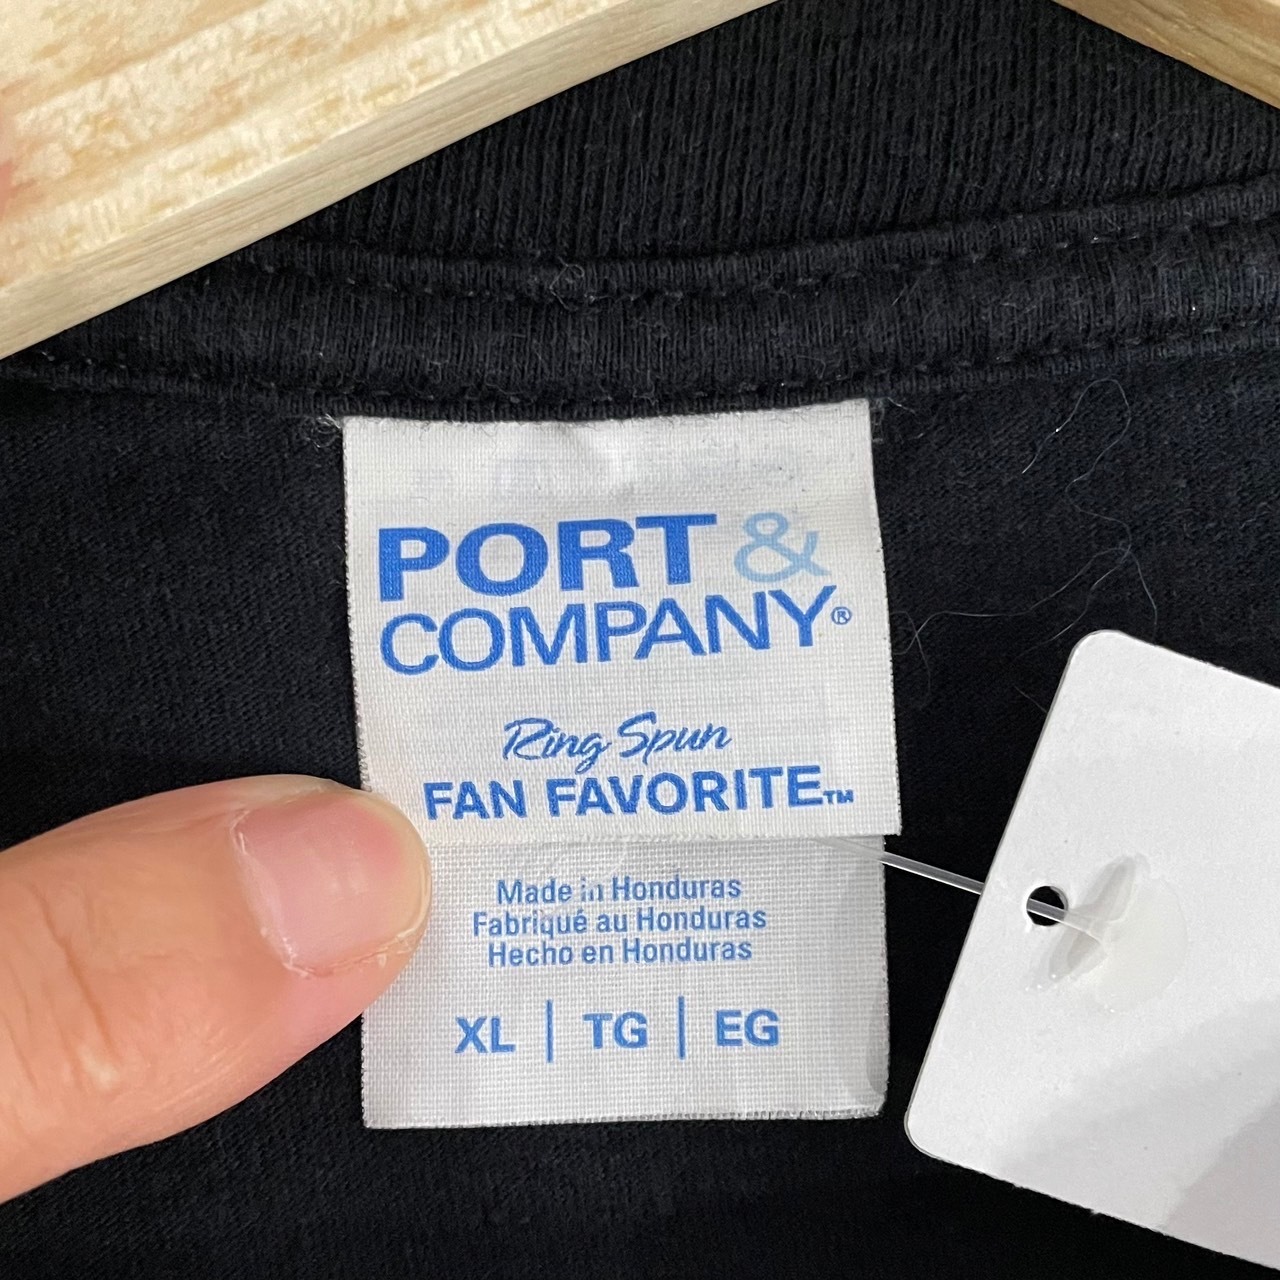 PORT &
COMPANY®
Ring Spun
FAN FAVORITE™
Made in Honduras
Fabriqué au Honduras
Hecho en Honduras
XL | TG | EG